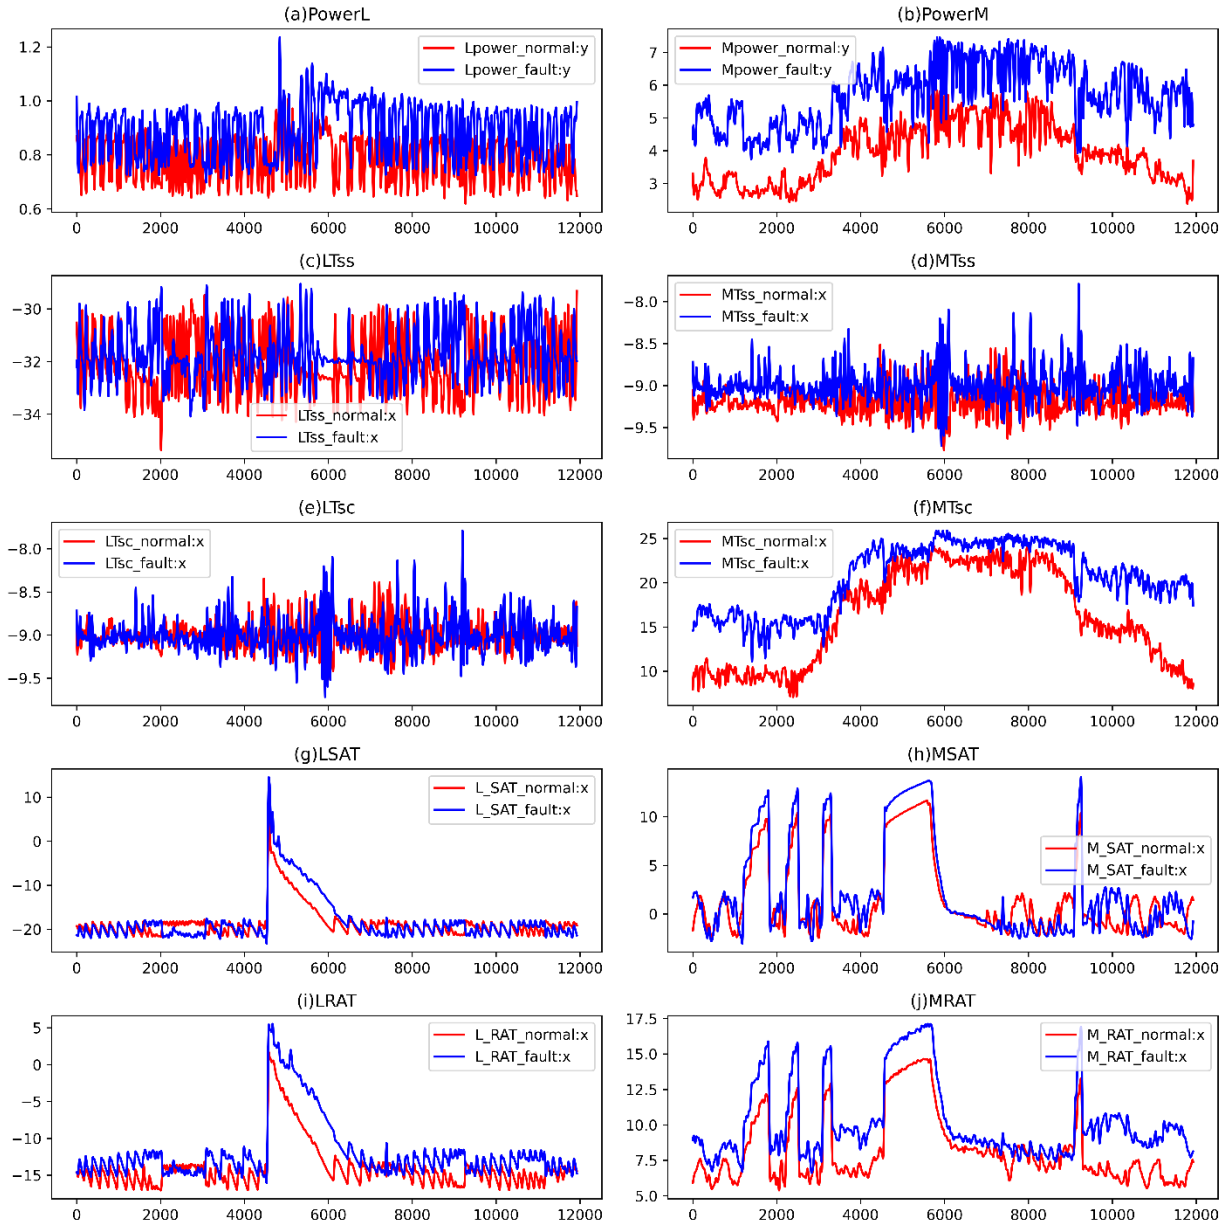 (a)PowerL
1.2
1.0
0.8
0.6
Lpower_normal:y
Lpower_fault:y
0 2000 4000 6000 8000 10000 12000
(b)PowerM
7
6
5
4
3
Mpower_normal:y
Mpower_fault:y
0 2000 4000 6000 8000 10000 12000
(c)LTss
−30
−32
−34
LTss_normal:x
LTss_fault:x
0 2000 4000 6000 8000 10000 12000
(d)MTss
−8.0
−8.5
−9.0
−9.5
MTss_normal:x
MTss_fault:x
0 2000 4000 6000 8000 10000 12000
(e)LTsc
−8.0
−8.5
−9.0
−9.5
LTsc_normal:x
LTsc_fault:x
0 2000 4000 6000 8000 10000 12000
(f)MTsc
25
20
15
10
MTsc_normal:x
MTsc_fault:x
0 2000 4000 6000 8000 10000 12000
(g)LSAT
10
0
−10
−20
L_SAT_normal:x
L_SAT_fault:x
0 2000 4000 6000 8000 10000 12000
(h)MSAT
10
5
0
M_SAT_normal:x
M_SAT_fault:x
0 2000 4000 6000 8000 10000 12000
(i)LRAT
5
0
−5
−10
−15
L_RAT_normal:x
L_RAT_fault:x
0 2000 4000 6000 8000 10000 12000
(j)MRAT
17.5
15.0
12.5
10.0
7.5
5.0
M_RAT_normal:x
M_RAT_fault:x
0 2000 4000 6000 8000 10000 12000